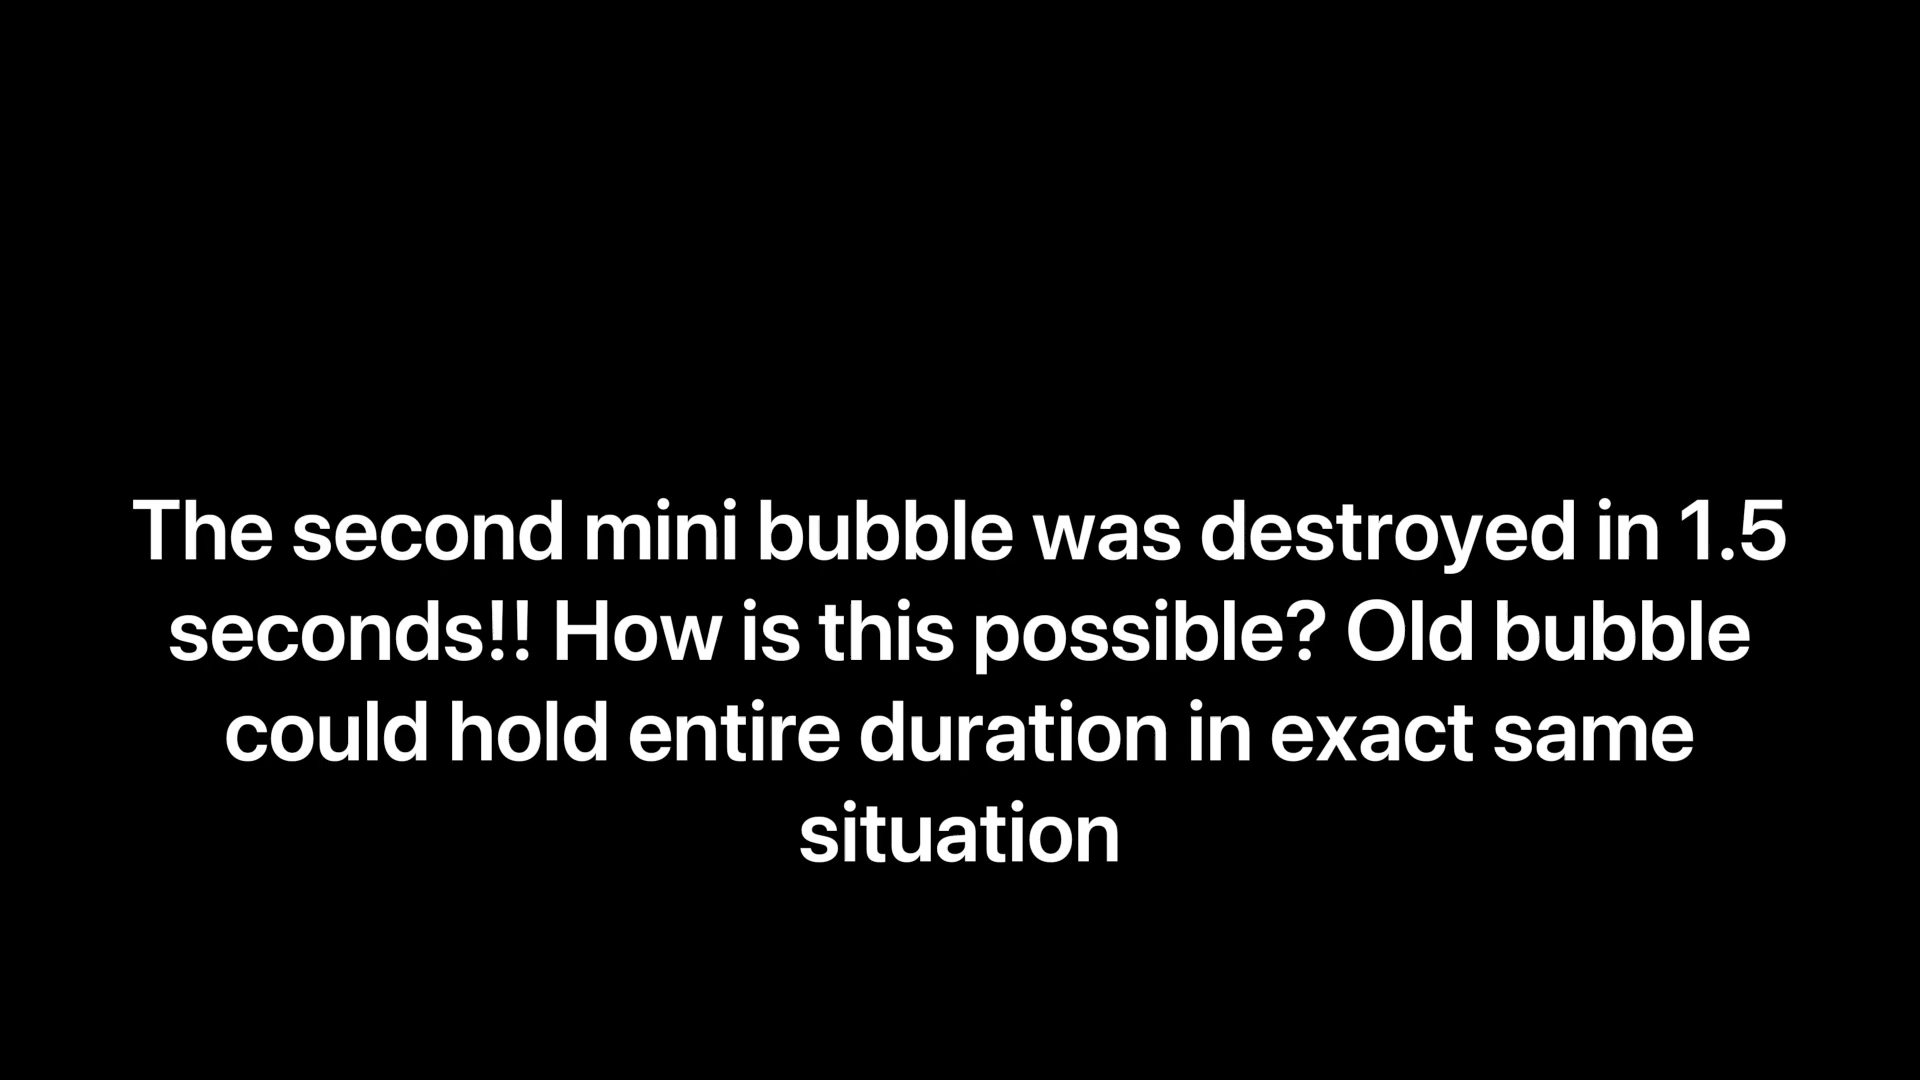 The second mini bubble was destroyed in 1.5
seconds!! How is this possible? Old bubble
could hold entire duration in exact same
situation